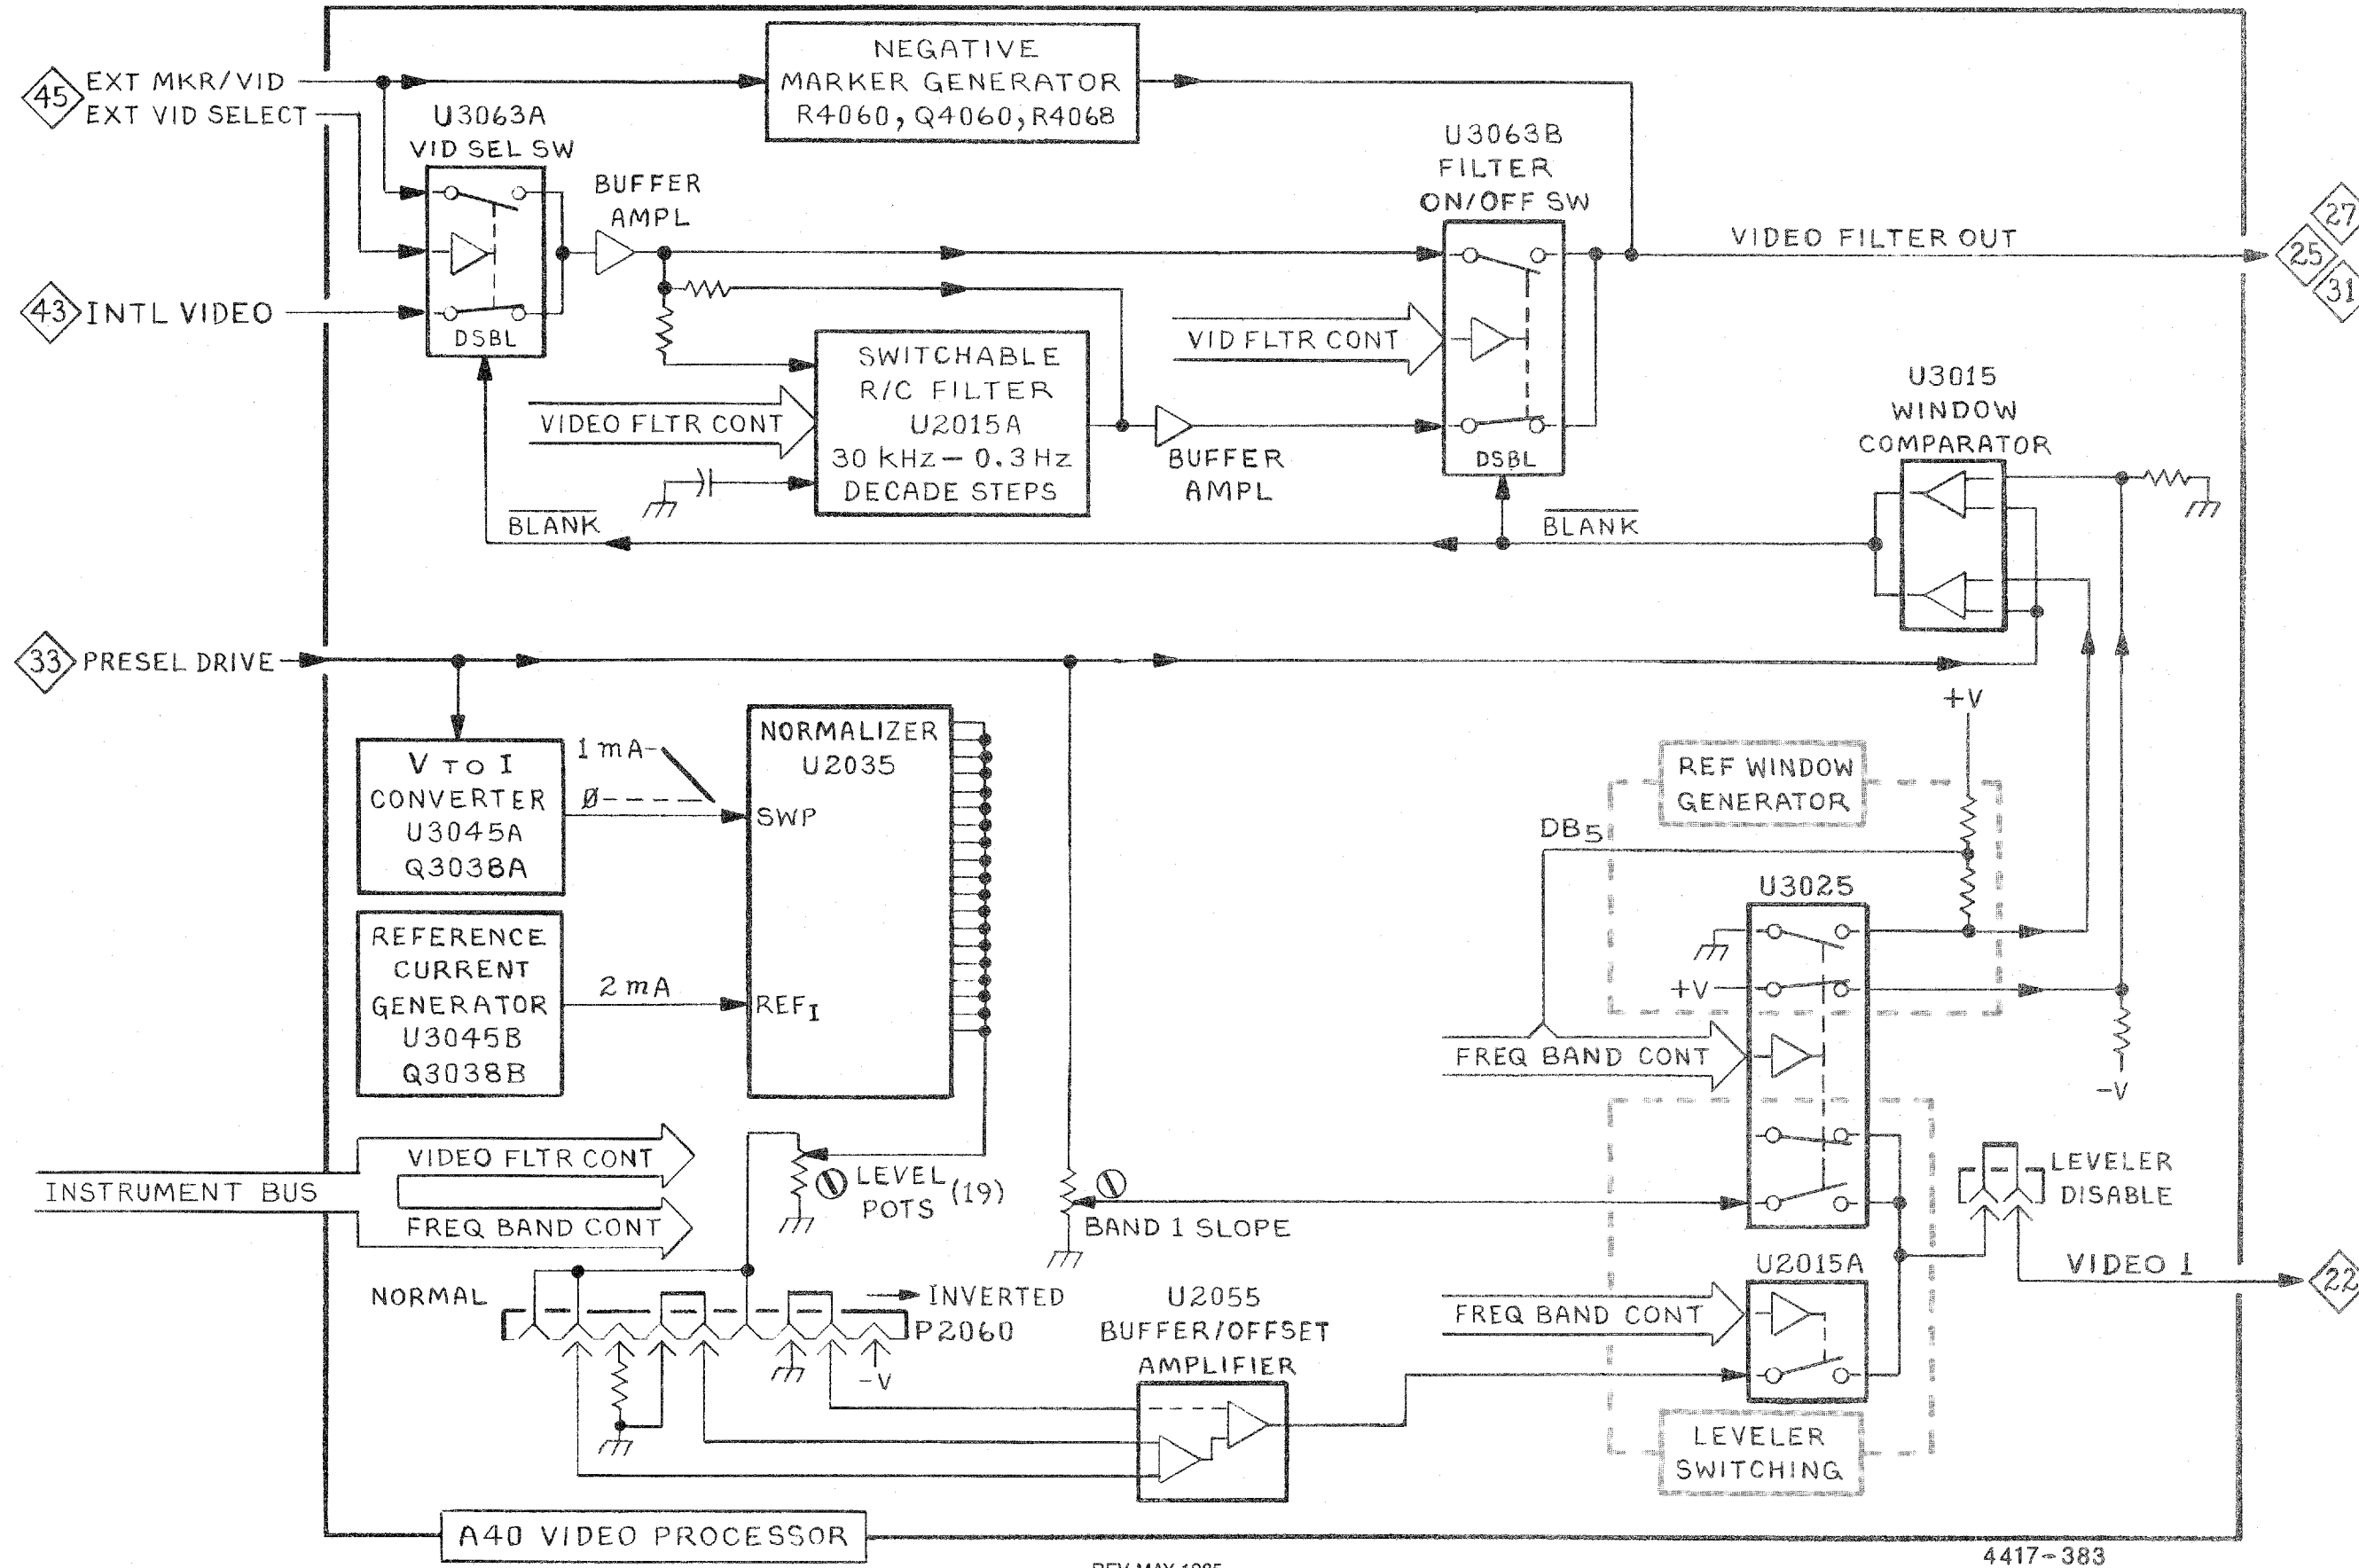 NEGATIVE
MARKER GENERATOR
R4060, Q4060, R4068
45
EXT MKR/VID
EXT VID SELECT
U3063A
VID SEL SW
BUFFER
AMPL
U3063B
FILTER
ON/OFF SW
VIDEO FILTER OUT
27
25
31
43
INTL VIDEO
DSBL
SWITCHABLE
R/C FILTER
U2015A
30 KHz - 0.3 Hz
DECADE STEPS
VIDEO FLTR CONT
VID FLTR CONT
BUFFER
AMPL
DSBL
U3015
WINDOW
COMPARATOR
BLANK
BLANK
33
PRESEL DRIVE
V TO I
CONVERTER
U3045A
Q3038A
1 mA
Ø
NORMALIZER
U2035
SWP
REFI
REFERENCE
CURRENT
GENERATOR
U3045B
Q3038B
2 mA
+V
REF WINDOW
GENERATOR
DB5
U3025
+V
FREQ BAND CONT
-V
INSTRUMENT BUS
VIDEO FLTR CONT
FREQ BAND CONT
LEVEL (19)
POTS
BAND 1 SLOPE
LEVELER
DISABLE
VIDEO 1
22
NORMAL
INVERTED
P2060
-V
U2055
BUFFER/OFFSET
AMPLIFIER
U2015A
FREQ BAND CONT
LEVELER
SWITCHING
A40 VIDEO PROCESSOR
REV MAY 1985
4417-383